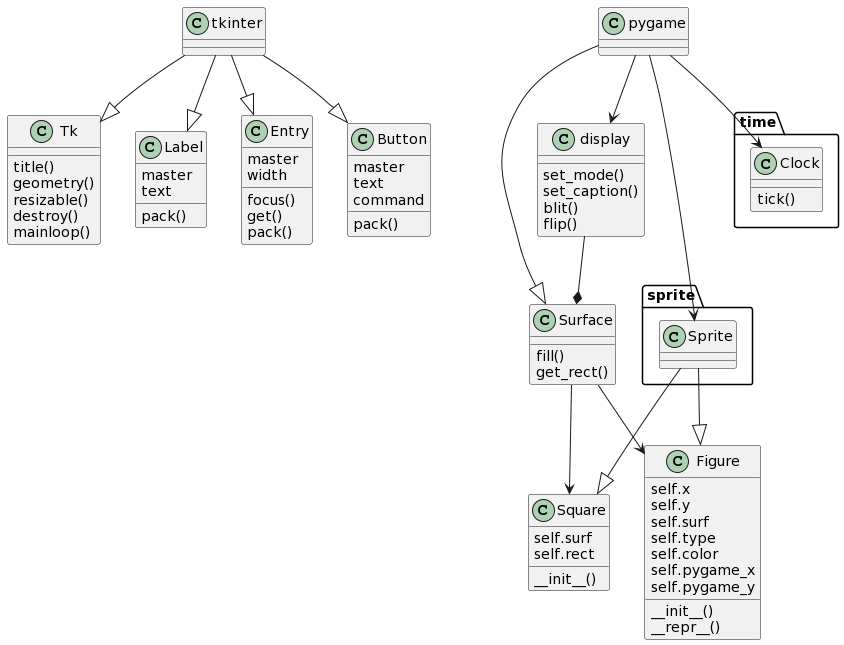 C tkinter
C pygame
C Tk
title()
geometry()
resizable()
destroy()
mainloop()
C Label
master
text
pack()
C Entry
master
width
focus()
get()
pack()
C Button
master
text
command
pack()
C display
set_mode()
set_caption()
blit()
flip()
time
C Clock
tick()
C Surface
fill()
get_rect()
sprite
C Sprite
C Square
self.surf
self.rect
__init__()
C Figure
self.x
self.y
self.surf
self.type
self.color
self.pygame_x
self.pygame_y
__init__()
__repr__()